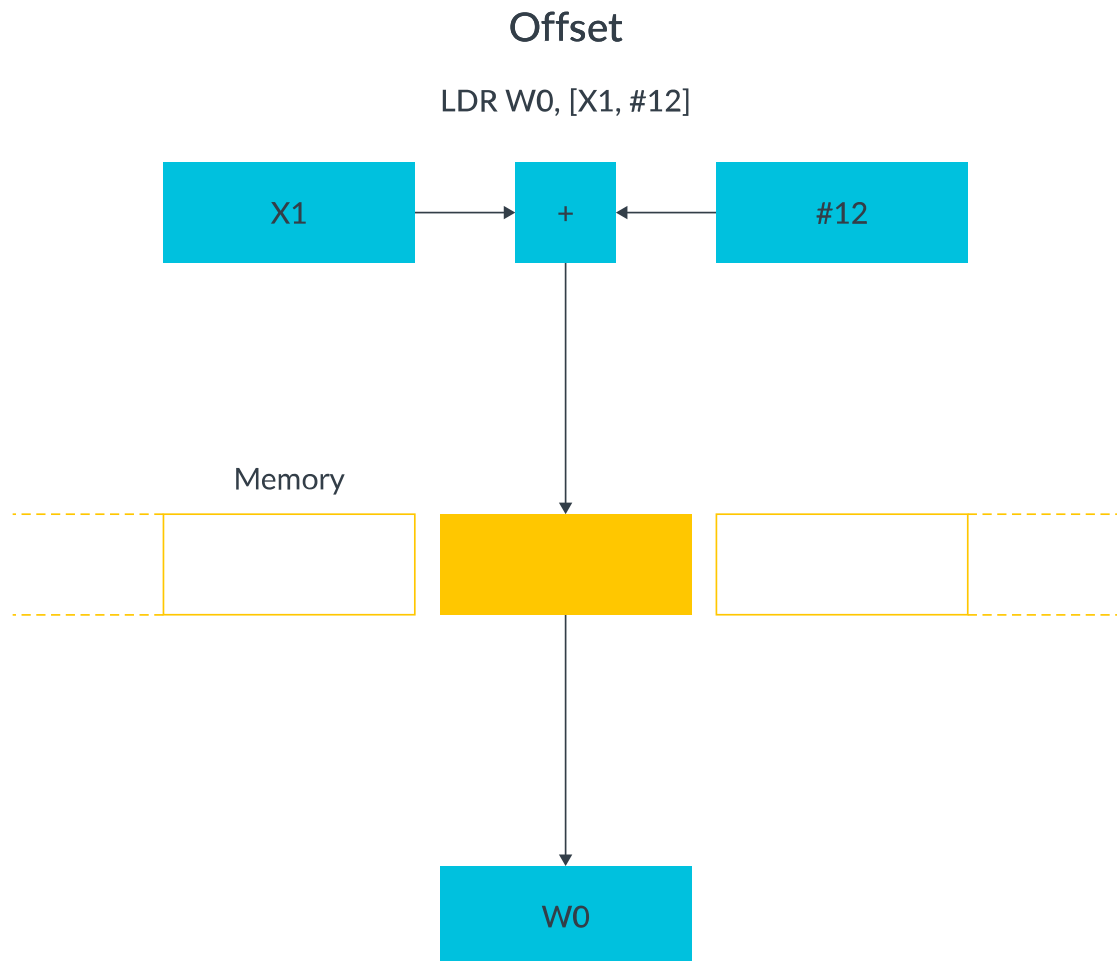 Offset
LDR W0, [X1, #12]
X1
+
#12
Memory
W0